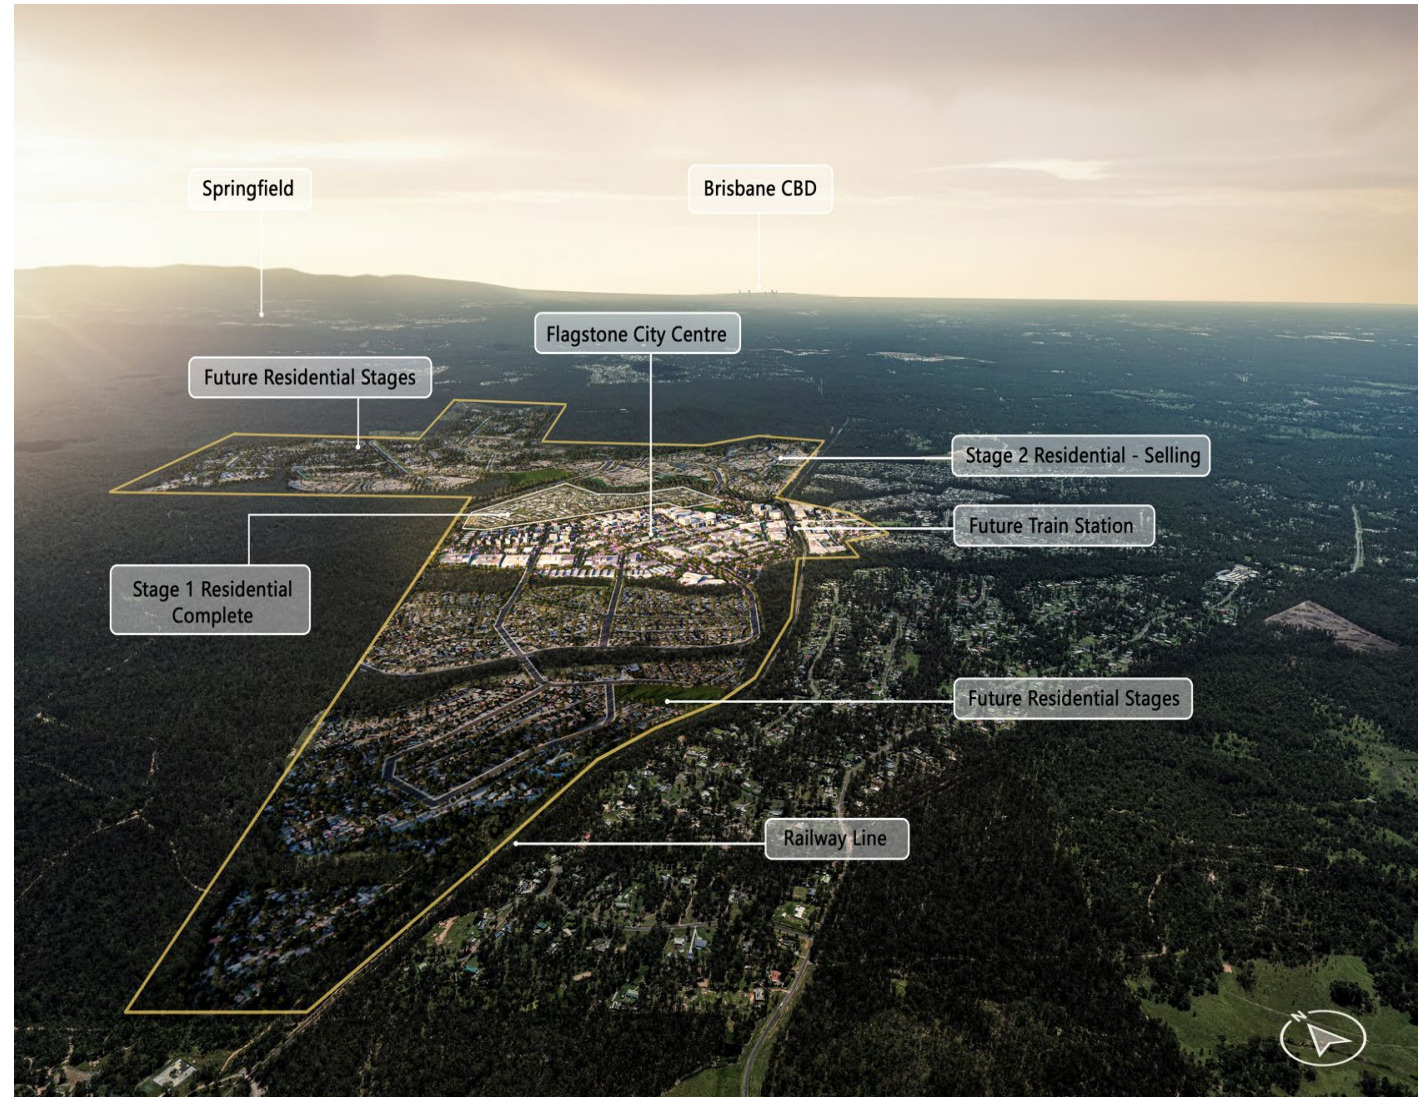 Springfield
Brisbane CBD
Flagstone City Centre
Future Residential Stages
Stage 2 Residential - Selling
Future Train Station
Stage 1 Residential
Complete
Future Residential Stages
Railway Line
N